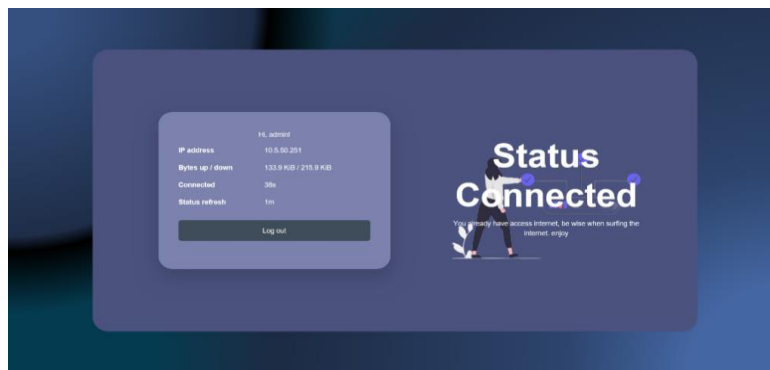 Hi, admin!
IP address 10.5.50.251
Bytes up / down 133.9 KiB / 215.9 KiB
Connected 38s
Status refresh 1m
Log out
Status
Connected
You already have access internet, be wise when surfing the
internet. enjoy